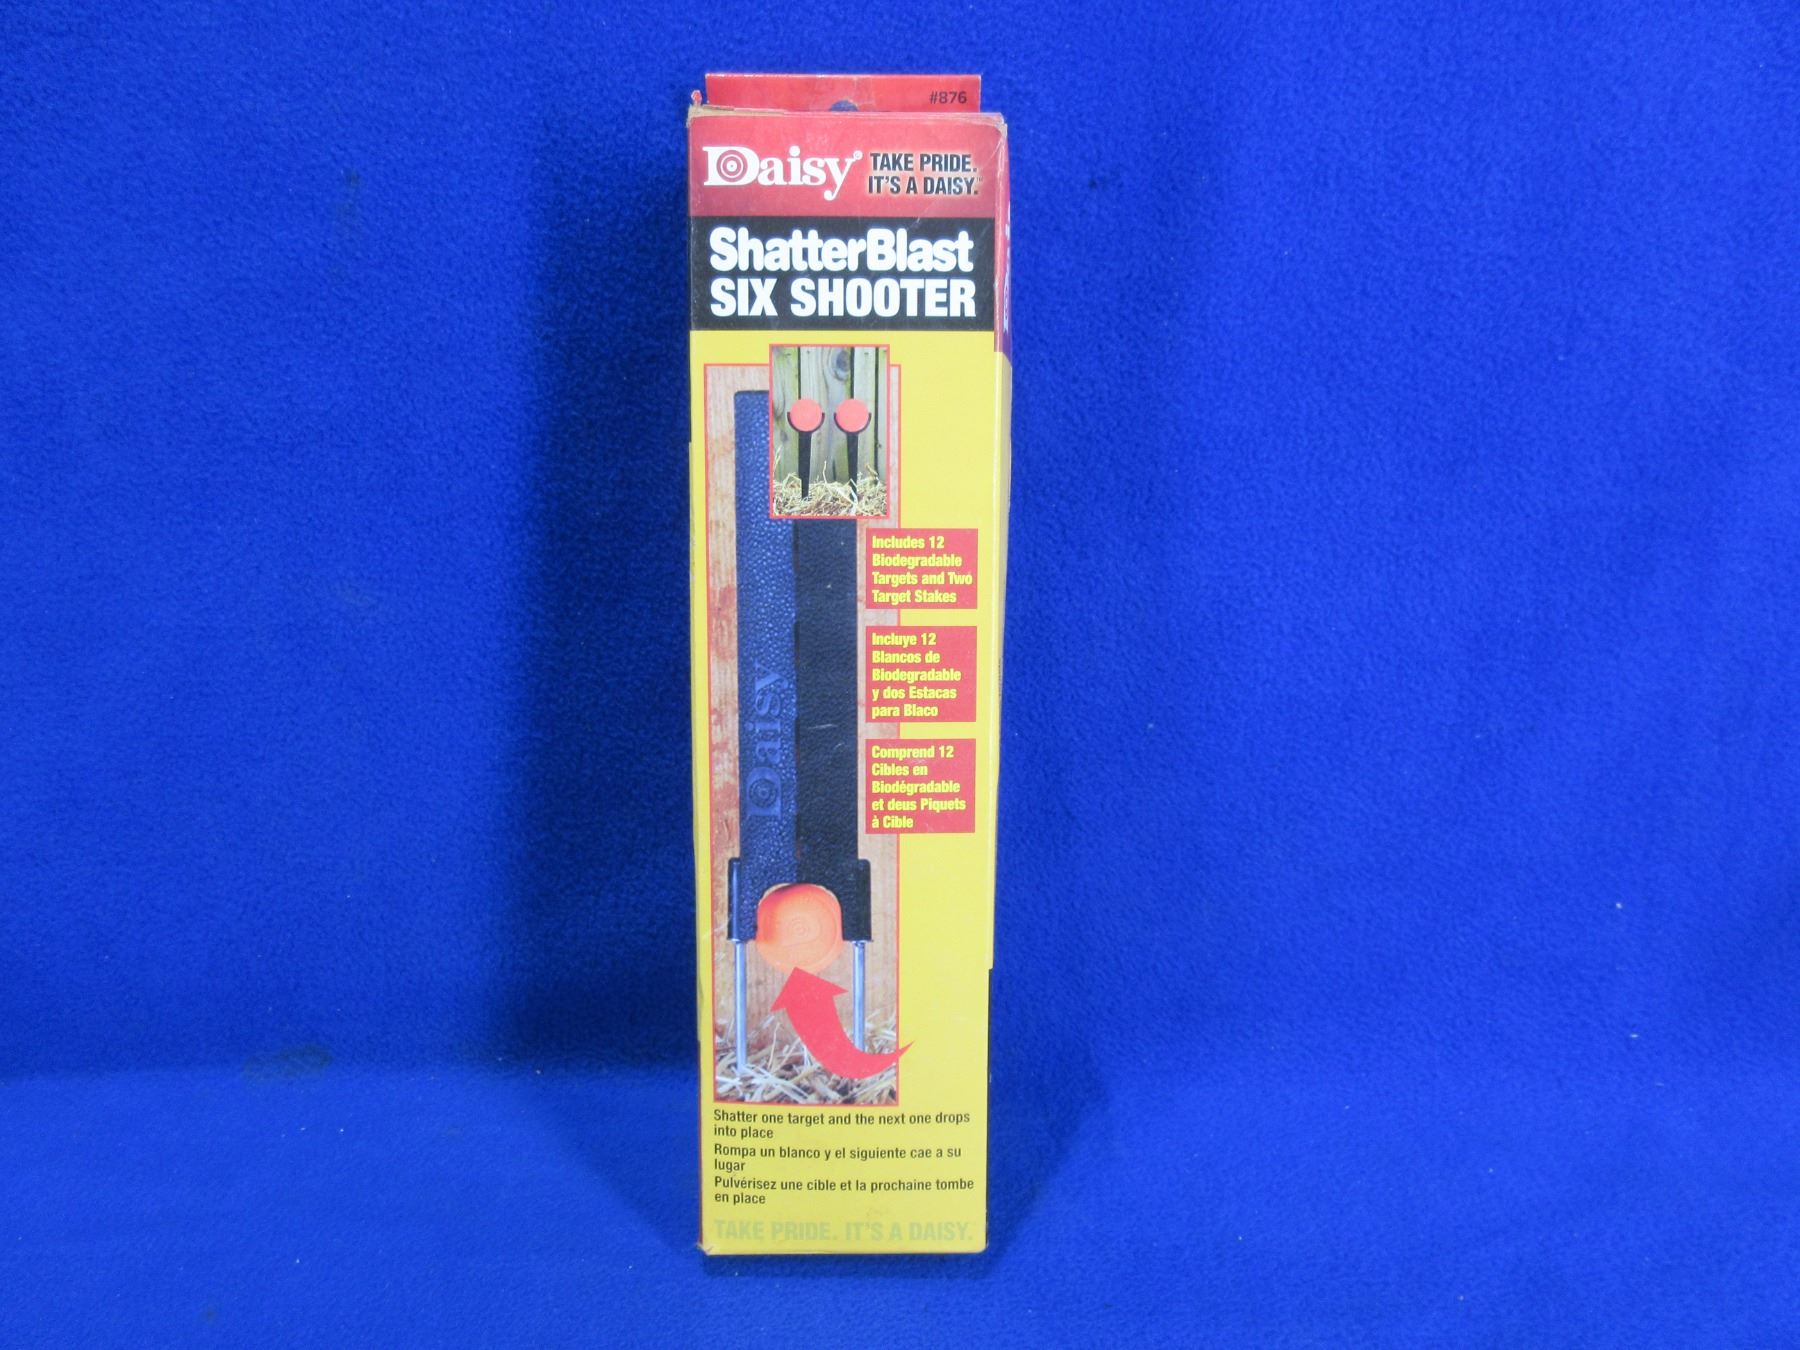 #876
Daisy®
TAKE PRIDE.
IT'S A DAISY.™
ShatterBlast
SIX SHOOTER
Includes 12
Biodegradable
Targets and Two
Target Stakes
Incluye 12
Blancos de
Biodegradable
y dos Estacas
para Blaco
Daisy
Comprend 12
Cibles en
Biodégradable
et deus Piquets
à Cible
Shatter one target and the next one drops
into place
Rompa un blanco y el siguiente cae a su
lugar
Pulvérisez une cible et la prochaine tombe
en place
TAKE PRIDE. IT'S A DAISY.